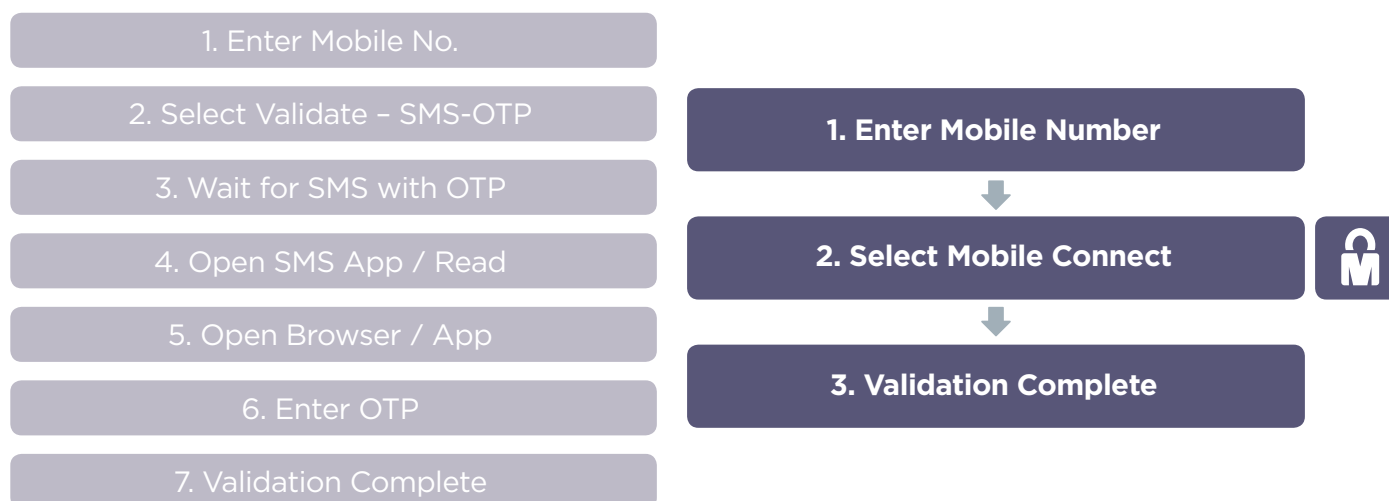 1. Enter Mobile No.
2. Select Validate – SMS-OTP
3. Wait for SMS with OTP
4. Open SMS App / Read
5. Open Browser / App
6. Enter OTP
7. Validation Complete
1. Enter Mobile Number
2. Select Mobile Connect
M
3. Validation Complete